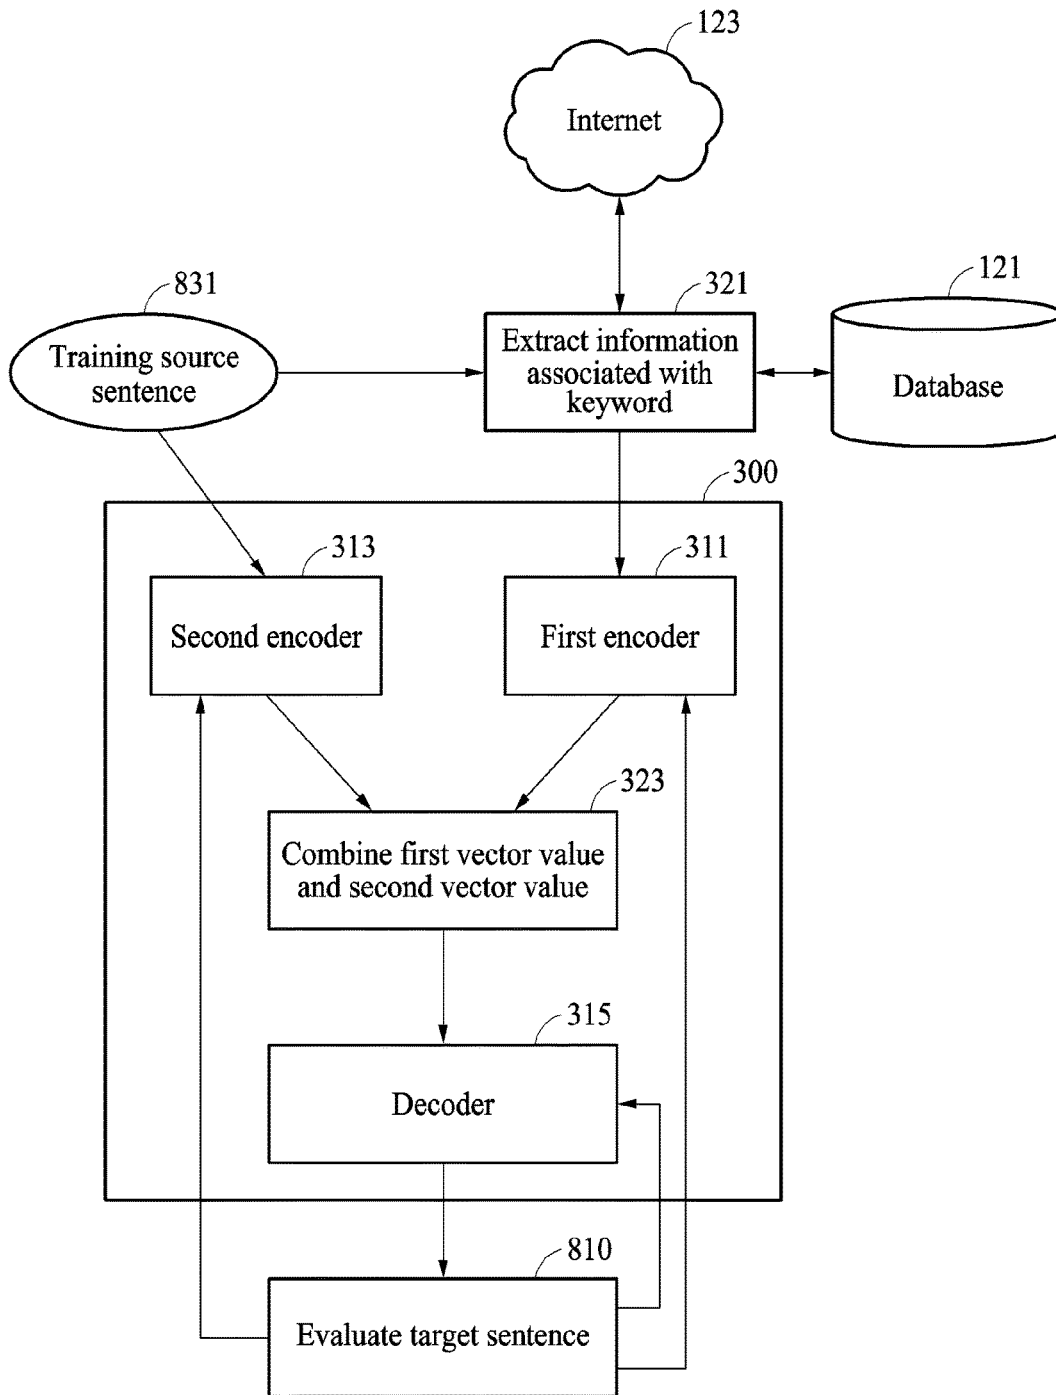 123
Internet
831
321
121
Training source
sentence
Extract information
associated with
keyword
Database
300
313
311
Second encoder
First encoder
323
Combine first vector value
and second vector value
315
Decoder
810
Evaluate target sentence